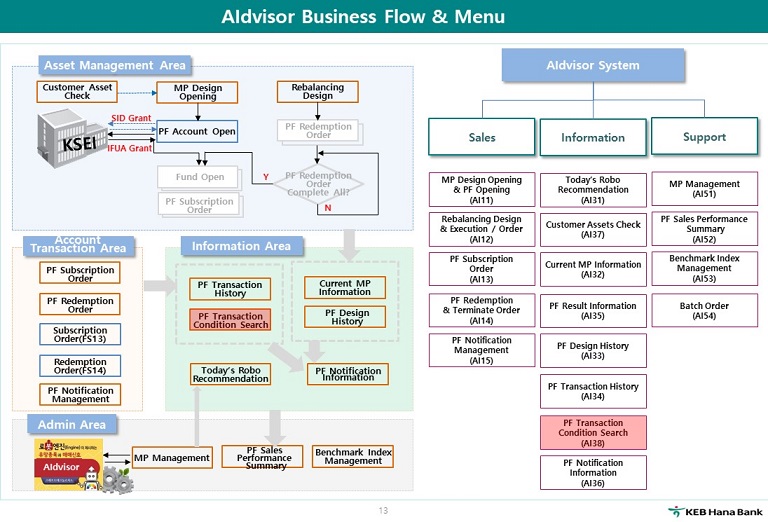 AIdvisor Business Flow & Menu
Asset Management Area
Customer Asset
Check
MP Design
Opening
Rebalancing
Design
SID Grant
PF Account Open
PF Redemption
Order
KSEI
IFUA Grant
Fund Open
Y
PF Redemption
Order
Complete All?
PF Subscription
Order
N
Account
Transaction Area
PF Subscription
Order
PF Redemption
Order
Subscription
Order(FS13)
Redemption
Order(FS14)
PF Notification
Management
Information Area
PF Transaction
History
Current MP
Information
PF Transaction
Condition Search
PF Design
History
Today's Robo
Recommendation
PF Notification
Information
Admin Area
AIdvisor
MP Management
PF Sales
Performance
Summary
Benchmark Index
Management
AIdvisor System
Sales
Information
Support
MP Design Opening
& PF Opening
(AI11)
Rebalancing Design
& Execution / Order
(AI12)
PF Subscription
Order
(AI13)
PF Redemption
& Terminate Order
(AI14)
PF Notification
Management
(AI15)
Today's Robo
Recommendation
(AI31)
Customer Assets Check
(AI37)
Current MP Information
(AI32)
PF Result Information
(AI35)
PF Design History
(AI33)
PF Transaction History
(AI34)
PF Transaction
Condition Search
(AI38)
PF Notification
Information
(AI36)
MP Management
(AI51)
PF Sales Performance
Summary
(AI52)
Benchmark Index
Management
(AI53)
Batch Order
(AI54)
13
KEB Hana Bank